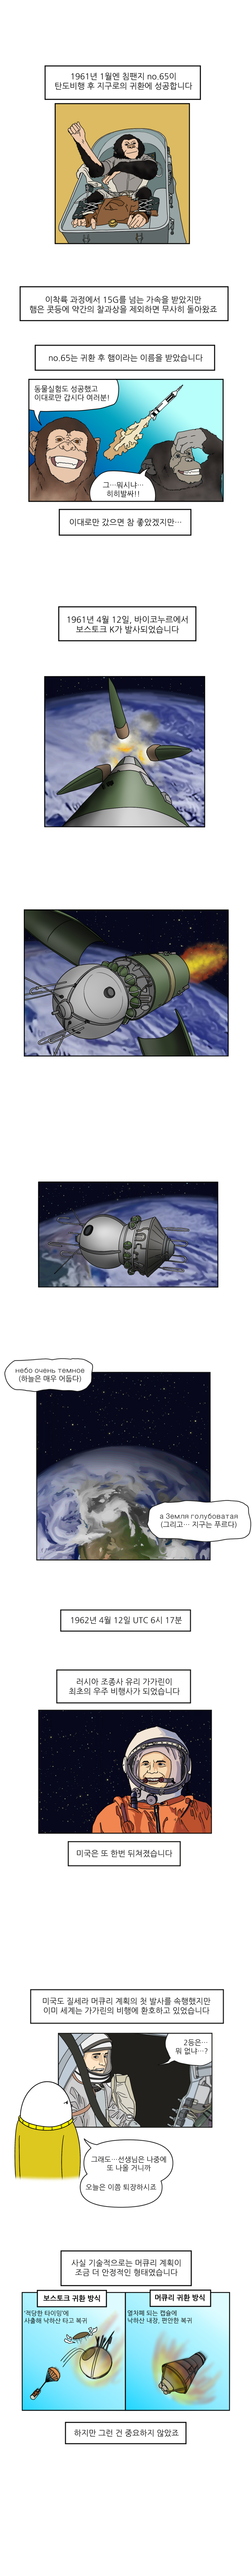 1961년 1월엔 침팬지 no.65이
탄도비행 후 지구로의 귀환에 성공합니다
이착륙 과정에서 15G를 넘는 가속을 받았지만
햄은 콧등에 약간의 찰과상을 제외하면 무사히 돌아왔죠
no.65는 귀환 후 햄이라는 이름을 받았습니다
동물실험도 성공했고
이대로만 갑시다 여러분!
그...뭐시냐...
히히발싸!!
이대로만 갔으면 참 좋았겠지만...
1961년 4월 12일, 바이코누르에서
보스토크 K가 발사되었습니다
небо очень темное
(하늘은 매우 어둡다)
а Земля голубоватая
(그리고... 지구는 푸르다)
1962년 4월 12일 UTC 6시 17분
러시아 조종사 유리 가가린이
최초의 우주 비행사가 되었습니다
미국은 또 한번 뒤쳐졌습니다
미국도 질세라 머큐리 계획의 첫 발사를 속행했지만
이미 세계는 가가린의 비행에 환호하고 있었습니다
2등은...
뭐 없냐...?
그래도...선생님은 나중에
또 나올 거니까
오늘은 이쯤 퇴장하시죠
사실 기술적으로는 머큐리 계획이
조금 더 안정적인 형태였습니다
보스토크 귀환 방식
'적당한 타이밍'에
사출해 낙하산 타고 복귀
머큐리 귀환 방식
열차폐 되는 캡슐에
낙하산 내장, 편안한 복귀
하지만 그런 건 중요하지 않았죠